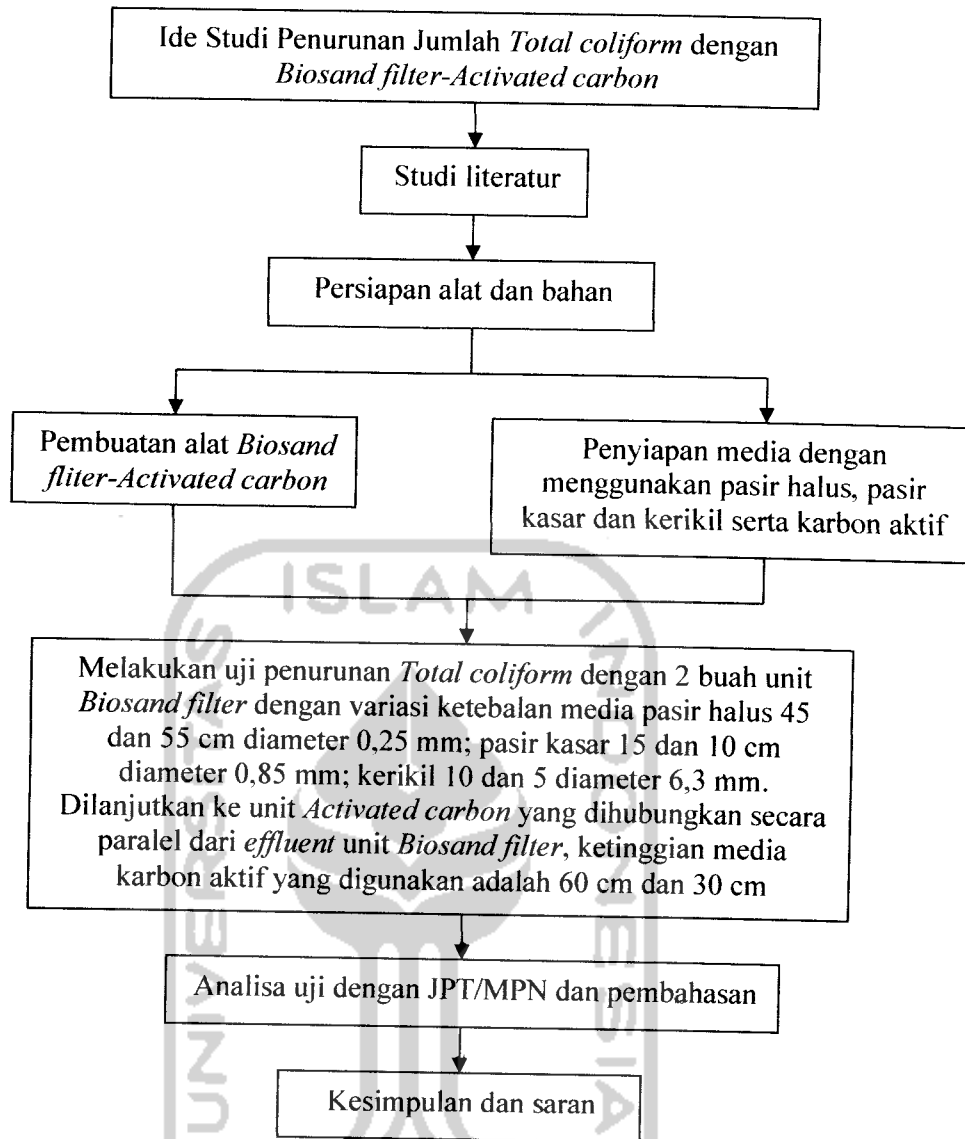 Ide Studi Penurunan Jumlah Total coliform dengan
Biosand filter-Activated carbon
Studi literatur
Persiapan alat dan bahan
Pembuatan alat Biosand
fliter-Activated carbon
Penyiapan media dengan
menggunakan pasir halus, pasir
kasar dan kerikil serta karbon aktif
Melakukan uji penurunan Total coliform dengan 2 buah unit
Biosand filter dengan variasi ketebalan media pasir halus 45
dan 55 cm diameter 0,25 mm; pasir kasar 15 dan 10 cm
diameter 0,85 mm; kerikil 10 dan 5 diameter 6,3 mm.
Dilanjutkan ke unit Activated carbon yang dihubungkan secara
paralel dari effluent unit Biosand filter, ketinggian media
karbon aktif yang digunakan adalah 60 cm dan 30 cm
Analisa uji dengan JPT/MPN dan pembahasan
Kesimpulan dan saran
UNIVERSITAS
ISLAM
INDONESIA